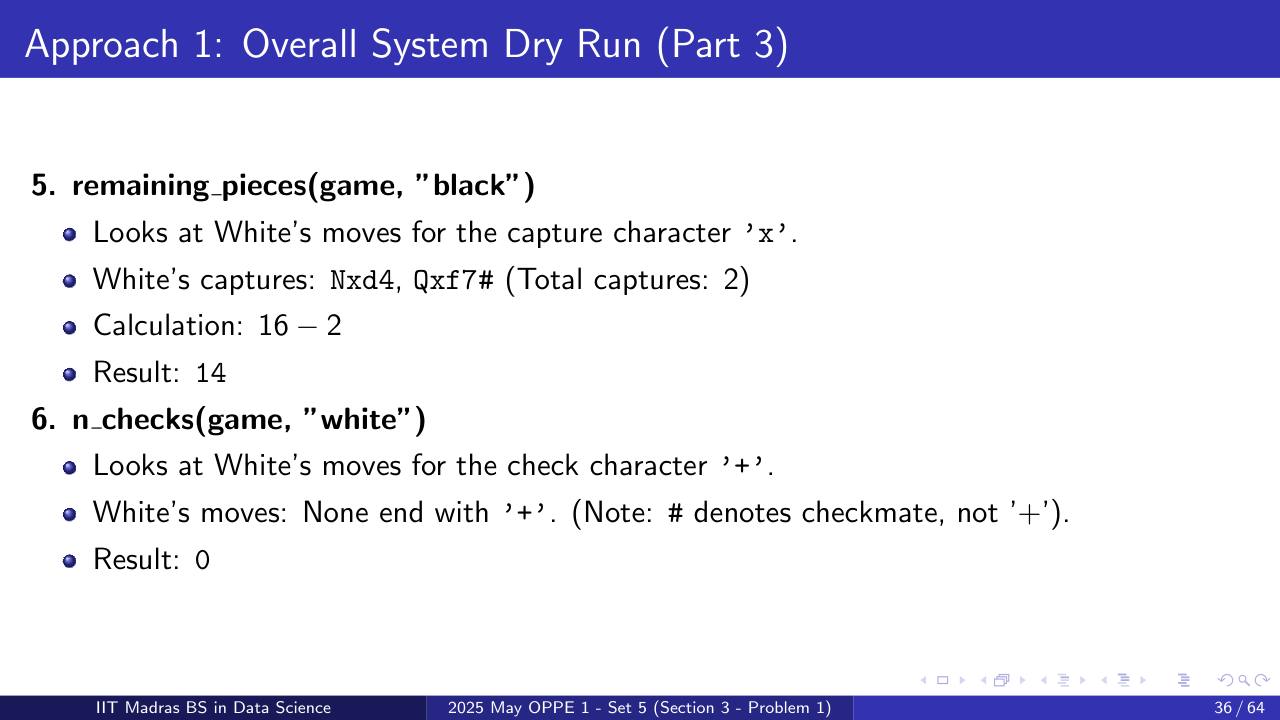 Approach 1: Overall System Dry Run (Part 3)
5. remaining_pieces(game, ”black”)
Looks at White’s moves for the capture character ’x’.
White’s captures: Nxd4, Qxf7# (Total captures: 2)
Calculation: 16 − 2
Result: 14
6. n_checks(game, ”white”)
Looks at White’s moves for the check character ’+’.
White’s moves: None end with ’+’. (Note: # denotes checkmate, not ’+’).
Result: 0
IIT Madras BS in Data Science 2025 May OPPE 1 - Set 5 (Section 3 - Problem 1) 36 / 64